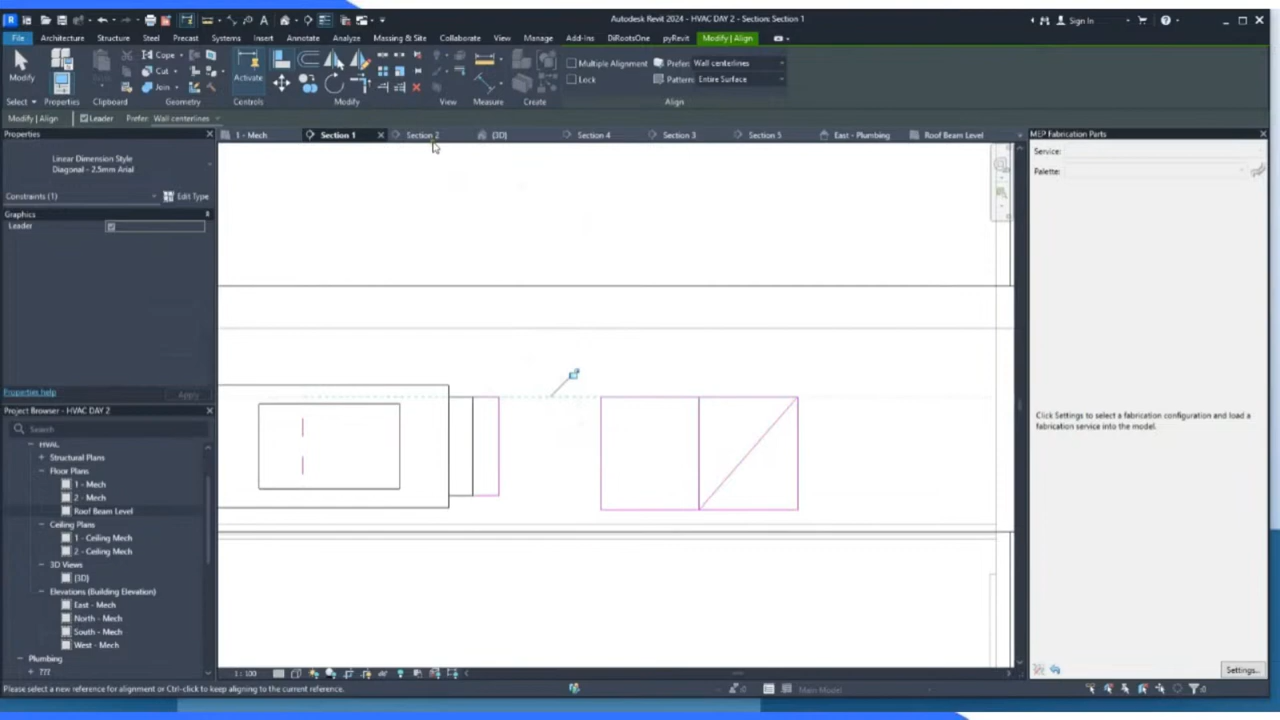 Autodesk Revit 2024 - HVAC DAY 2 - Section: Section 1
Sign In
File Architecture Structure Steel Precast Systems Insert Annotate Analyze Massing & Site Collaborate View Manage Add-Ins DiRootsOne pyRevit Modify | Align
Modify
Properties
Cope
Cut
Join
Activate
Multiple Alignment
Prefer: Wall centerlines
Lock
Pattern: Entire Surface
Select Properties Clipboard Geometry Controls Modify View Measure Create Align
Modify | Align Leader Prefer: Wall centerlines
Properties
1 - Mech Section 1 Section 2 {3D} Section 4 Section 3 Section 5 East - Plumbing Roof Beam Level
MEP Fabrication Parts
Service:
Palette:
Linear Dimension Style
Diagonal - 2.5mm Arial
Constraints (1) Edit Type
Graphics
Leader
Properties help Apply
Project Browser - HVAC DAY 2
Search
HVAC
Structural Plans
Floor Plans
1 - Mech
2 - Mech
Roof Beam Level
Ceiling Plans
1 - Ceiling Mech
2 - Ceiling Mech
3D Views
{3D}
Elevations (Building Elevation)
East - Mech
North - Mech
South - Mech
West - Mech
Plumbing
???
Click Settings to select a fabrication configuration and load a
fabrication service into the model.
Settings...
1 : 100
Please select a new reference for alignment or Ctrl-click to keep aligning to the current reference.
Main Model